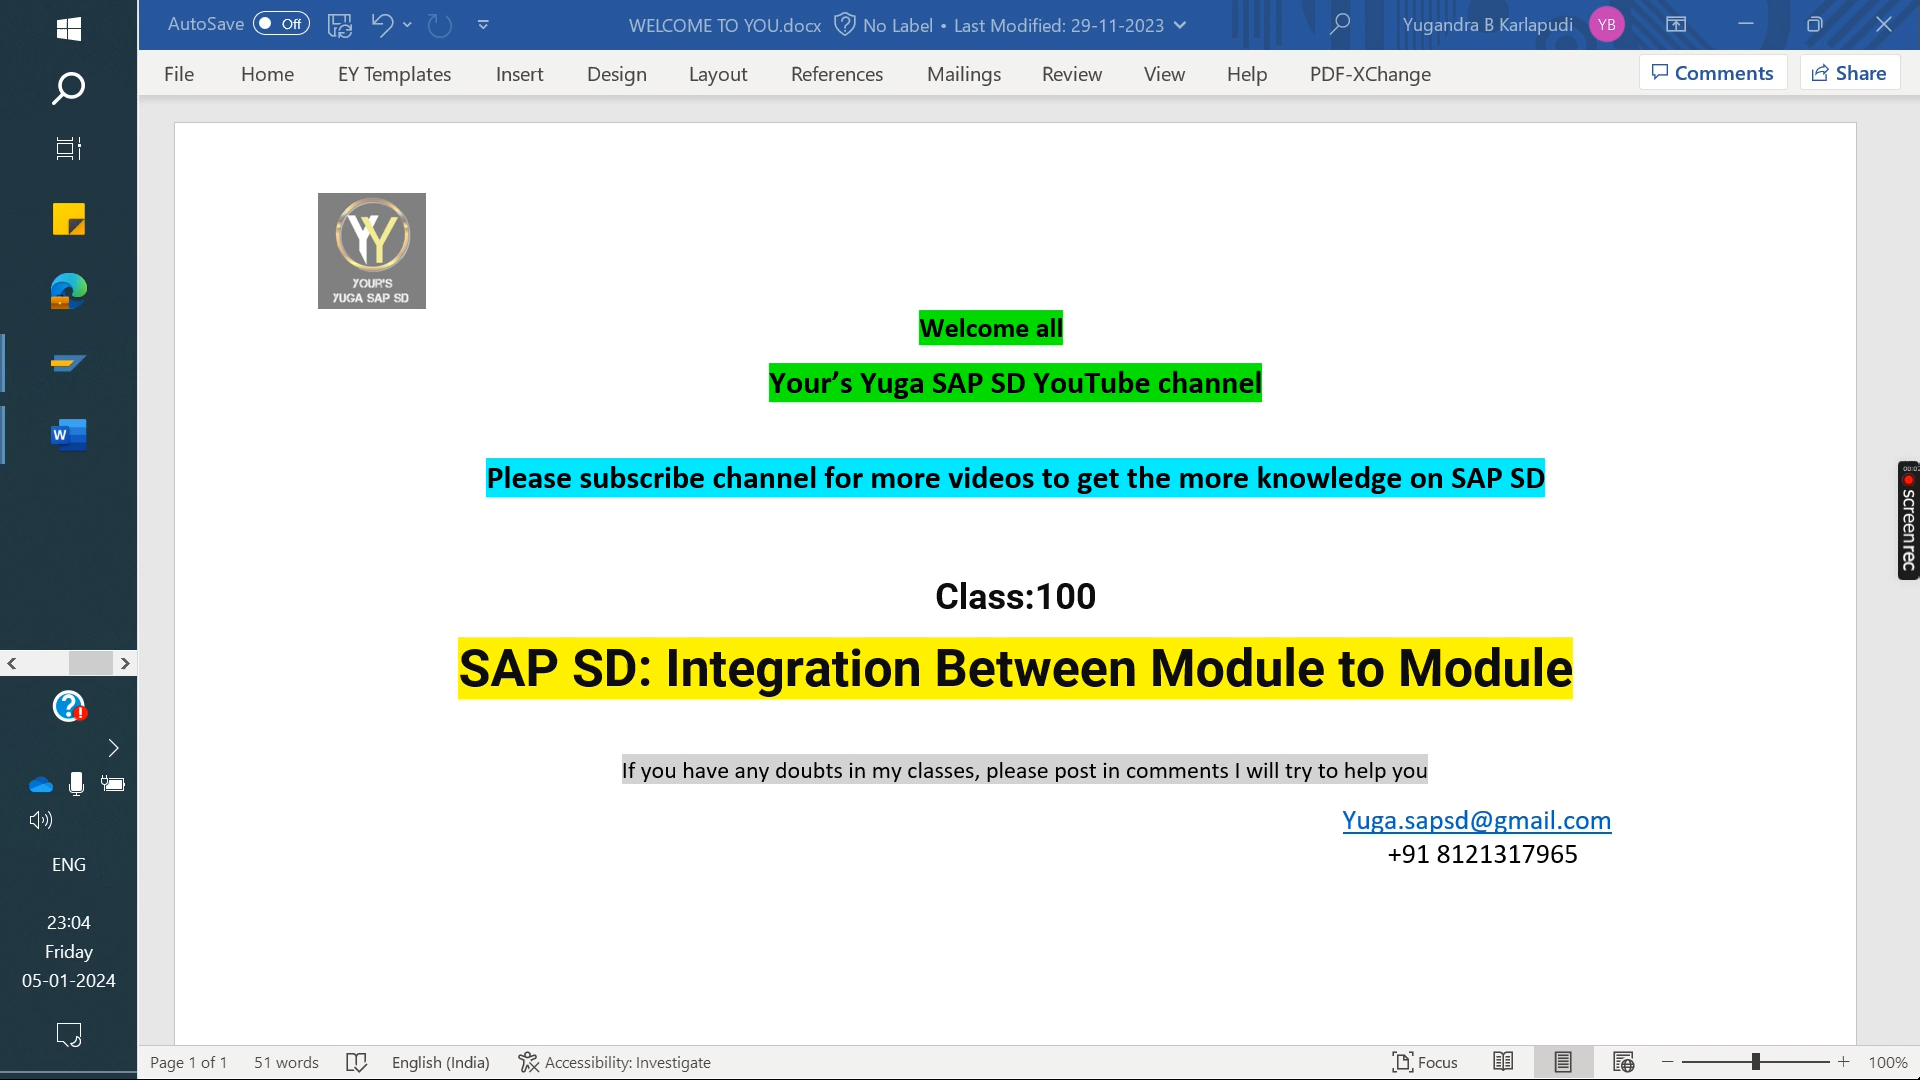 AutoSave Off WELCOME TO YOU.docx No Label • Last Modified: 29-11-2023 Yugandra B Karlapudi YB
File Home EY Templates Insert Design Layout References Mailings Review View Help PDF-XChange Comments Share
YY
YOUR'S
YUGA SAP SD
Welcome all
Your’s Yuga SAP SD YouTube channel
Please subscribe channel for more videos to get the more knowledge on SAP SD
Class:100
SAP SD: Integration Between Module to Module
If you have any doubts in my classes, please post in comments I will try to help you
Yuga.sapsd@gmail.com
+91 8121317965
screenrec
W
ENG
23:04
Friday
05-01-2024
Page 1 of 1 51 words English (India) Accessibility: Investigate Focus 100%